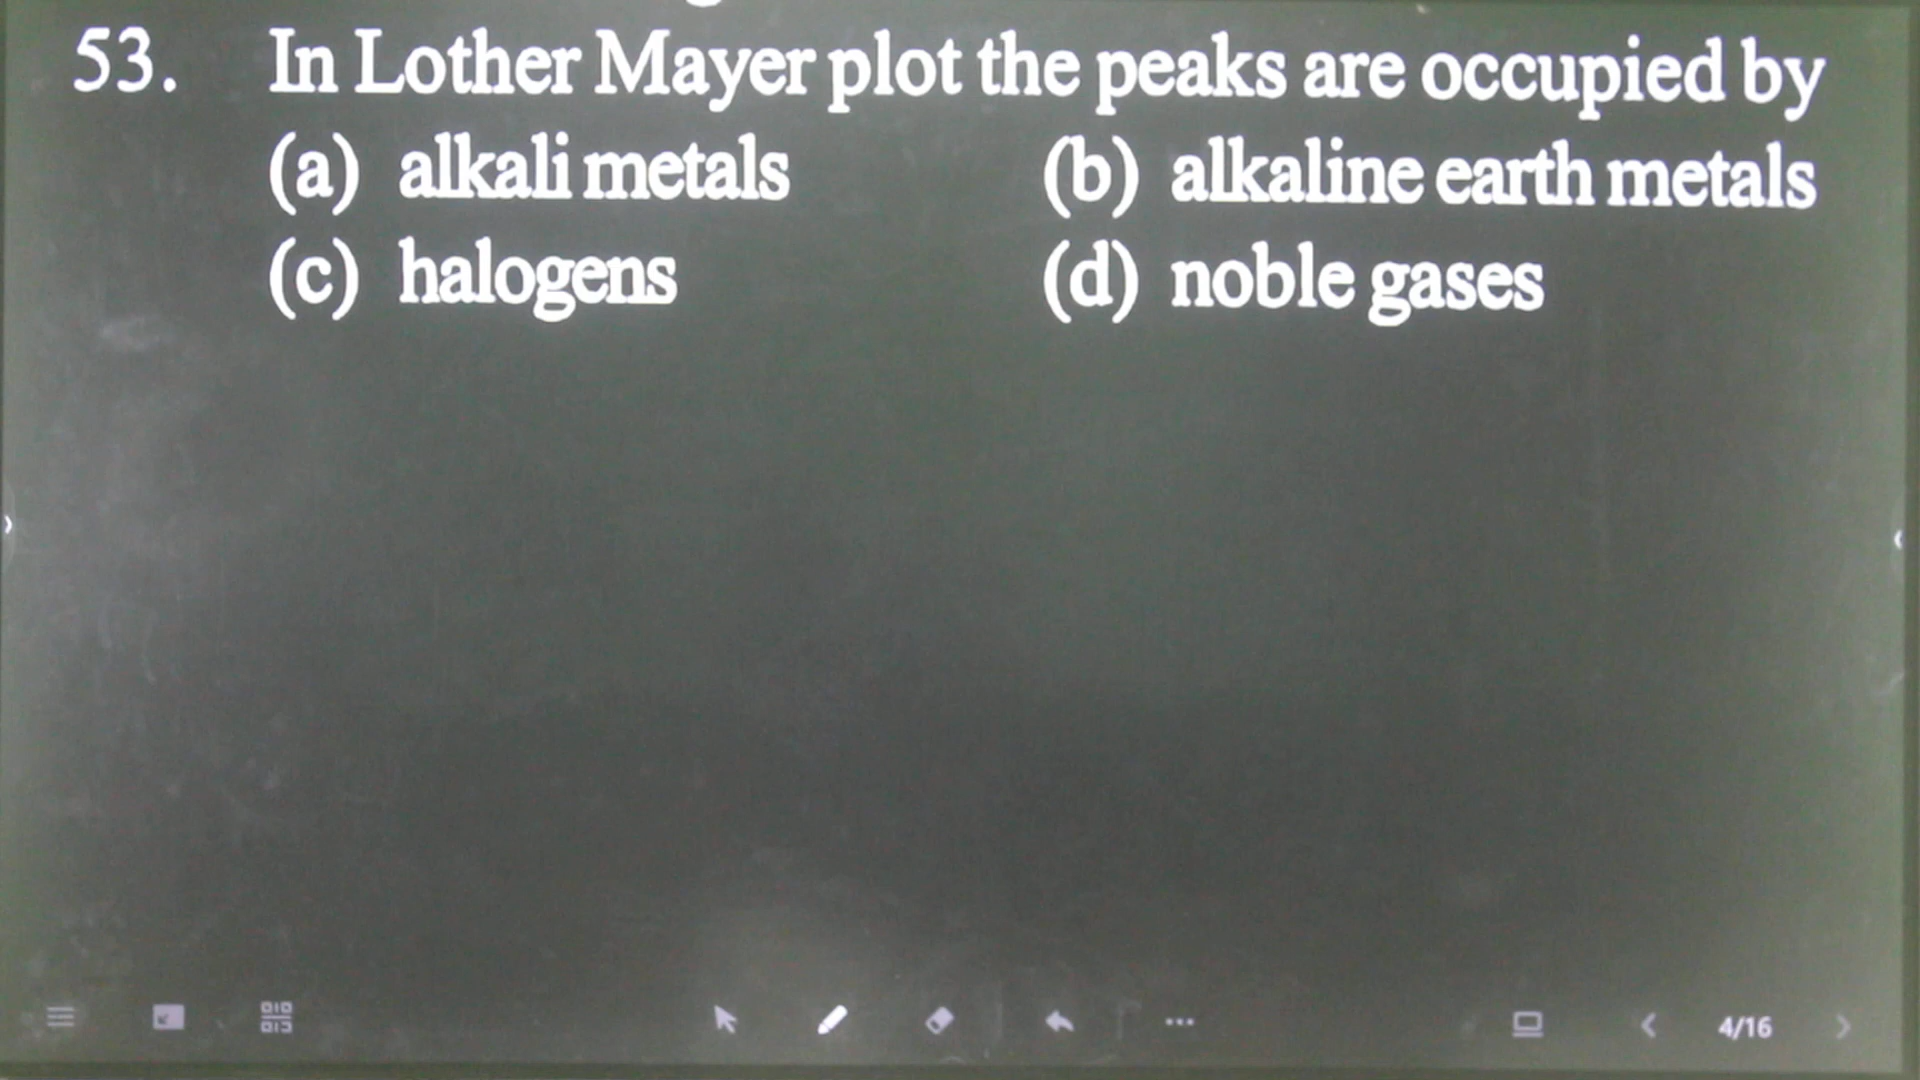 53. In Lother Mayer plot the peaks are occupied by
(a) alkali metals (b) alkaline earth metals
(c) halogens (d) noble gases
4/16